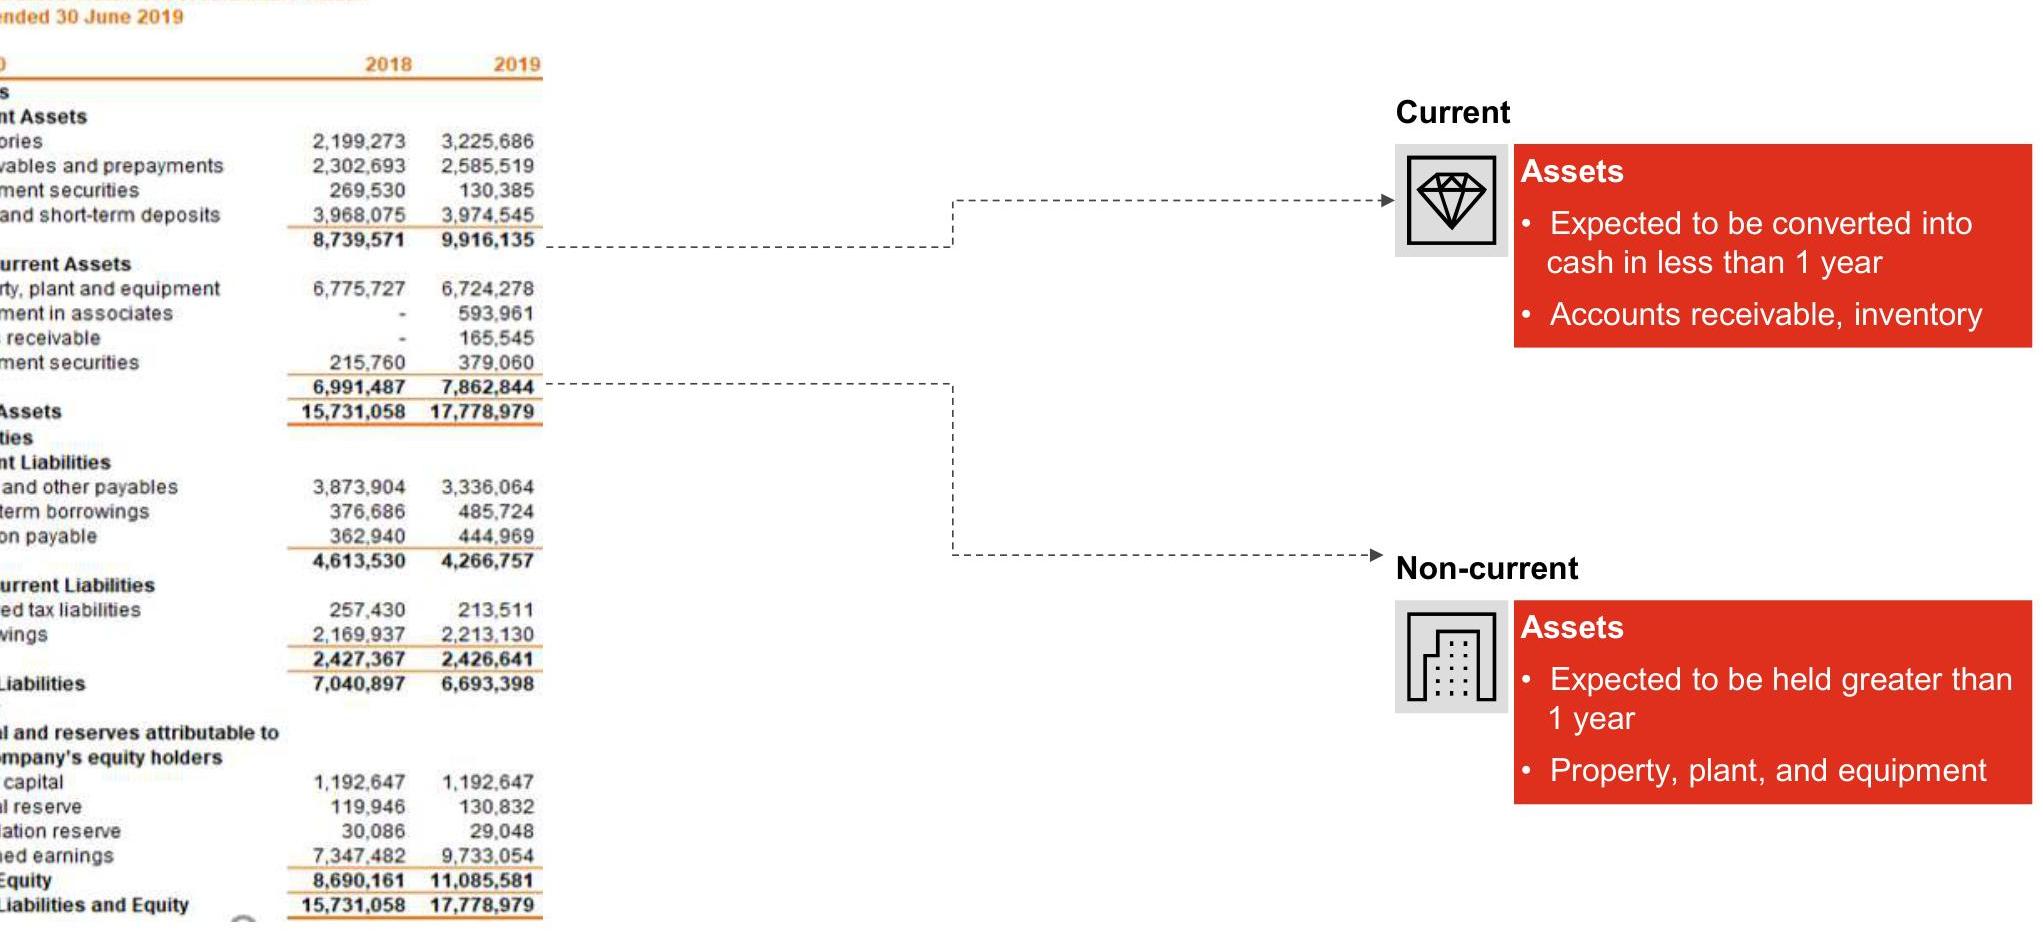 ended 30 June 2019
2018 2019
s
nt Assets
ories 2,199,273 3,225,686
vables and prepayments 2,302,693 2,585,519
ment securities 269,530 130,385
and short-term deposits 3,968,075 3,974,545
8,739,571 9,916,135
urrent Assets
rty, plant and equipment 6,775,727 6,724,278
ment in associates - 593,961
receivable - 165,545
ment securities 215,760 379,060
6,991,487 7,862,844
Assets 15,731,058 17,778,979
ties
nt Liabilities
and other payables 3,873,904 3,336,064
term borrowings 376,686 485,724
on payable 362,940 444,969
4,613,530 4,266,757
urrent Liabilities
ed tax liabilities 257,430 213,511
wings 2,169,937 2,213,130
2,427,367 2,426,641
Liabilities 7,040,897 6,693,398
al and reserves attributable to
ompany's equity holders
capital 1,192,647 1,192,647
al reserve 119,946 130,832
lation reserve 30,086 29,048
ned earnings 7,347,482 9,733,054
Equity 8,690,161 11,085,581
Liabilities and Equity 15,731,058 17,778,979
Current
Assets
• Expected to be converted into
cash in less than 1 year
• Accounts receivable, inventory
Non-current
Assets
• Expected to be held greater than
1 year
• Property, plant, and equipment